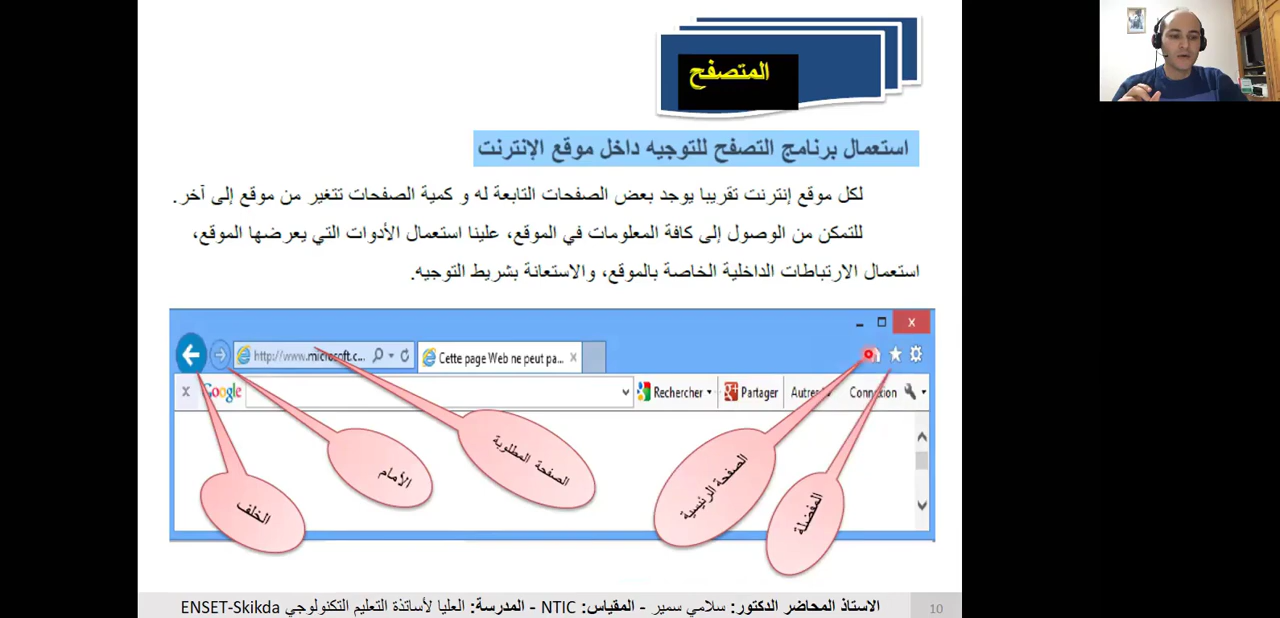 المتصفح
استعمال برنامج التصفح للتوجيه داخل موقع الإنترنت
لكل موقع إنترنت تقريبا يوجد بعض الصفحات التابعة له و كمية الصفحات تتغير من موقع إلى آخر.
للتمكن من الوصول إلى كافة المعلومات في الموقع، علينا استعمال الأدوات التي يعرضها الموقع،
استعمال الارتباطات الداخلية الخاصة بالموقع، والاستعانة بشريط التوجيه.
http://www.microsoft.c... Cette page Web ne peut pa... x
x Google Rechercher Partager
الصفحة المطلوبة
الصفحة الرئيسية
الأمام
المفضلة
الخلف
الاستاذ المحاضر الدكتور: سلامي سمير - المقياس: NTIC - المدرسة: العليا لأساتذة التعليم التكنولوجي ENSET-Skikda
10